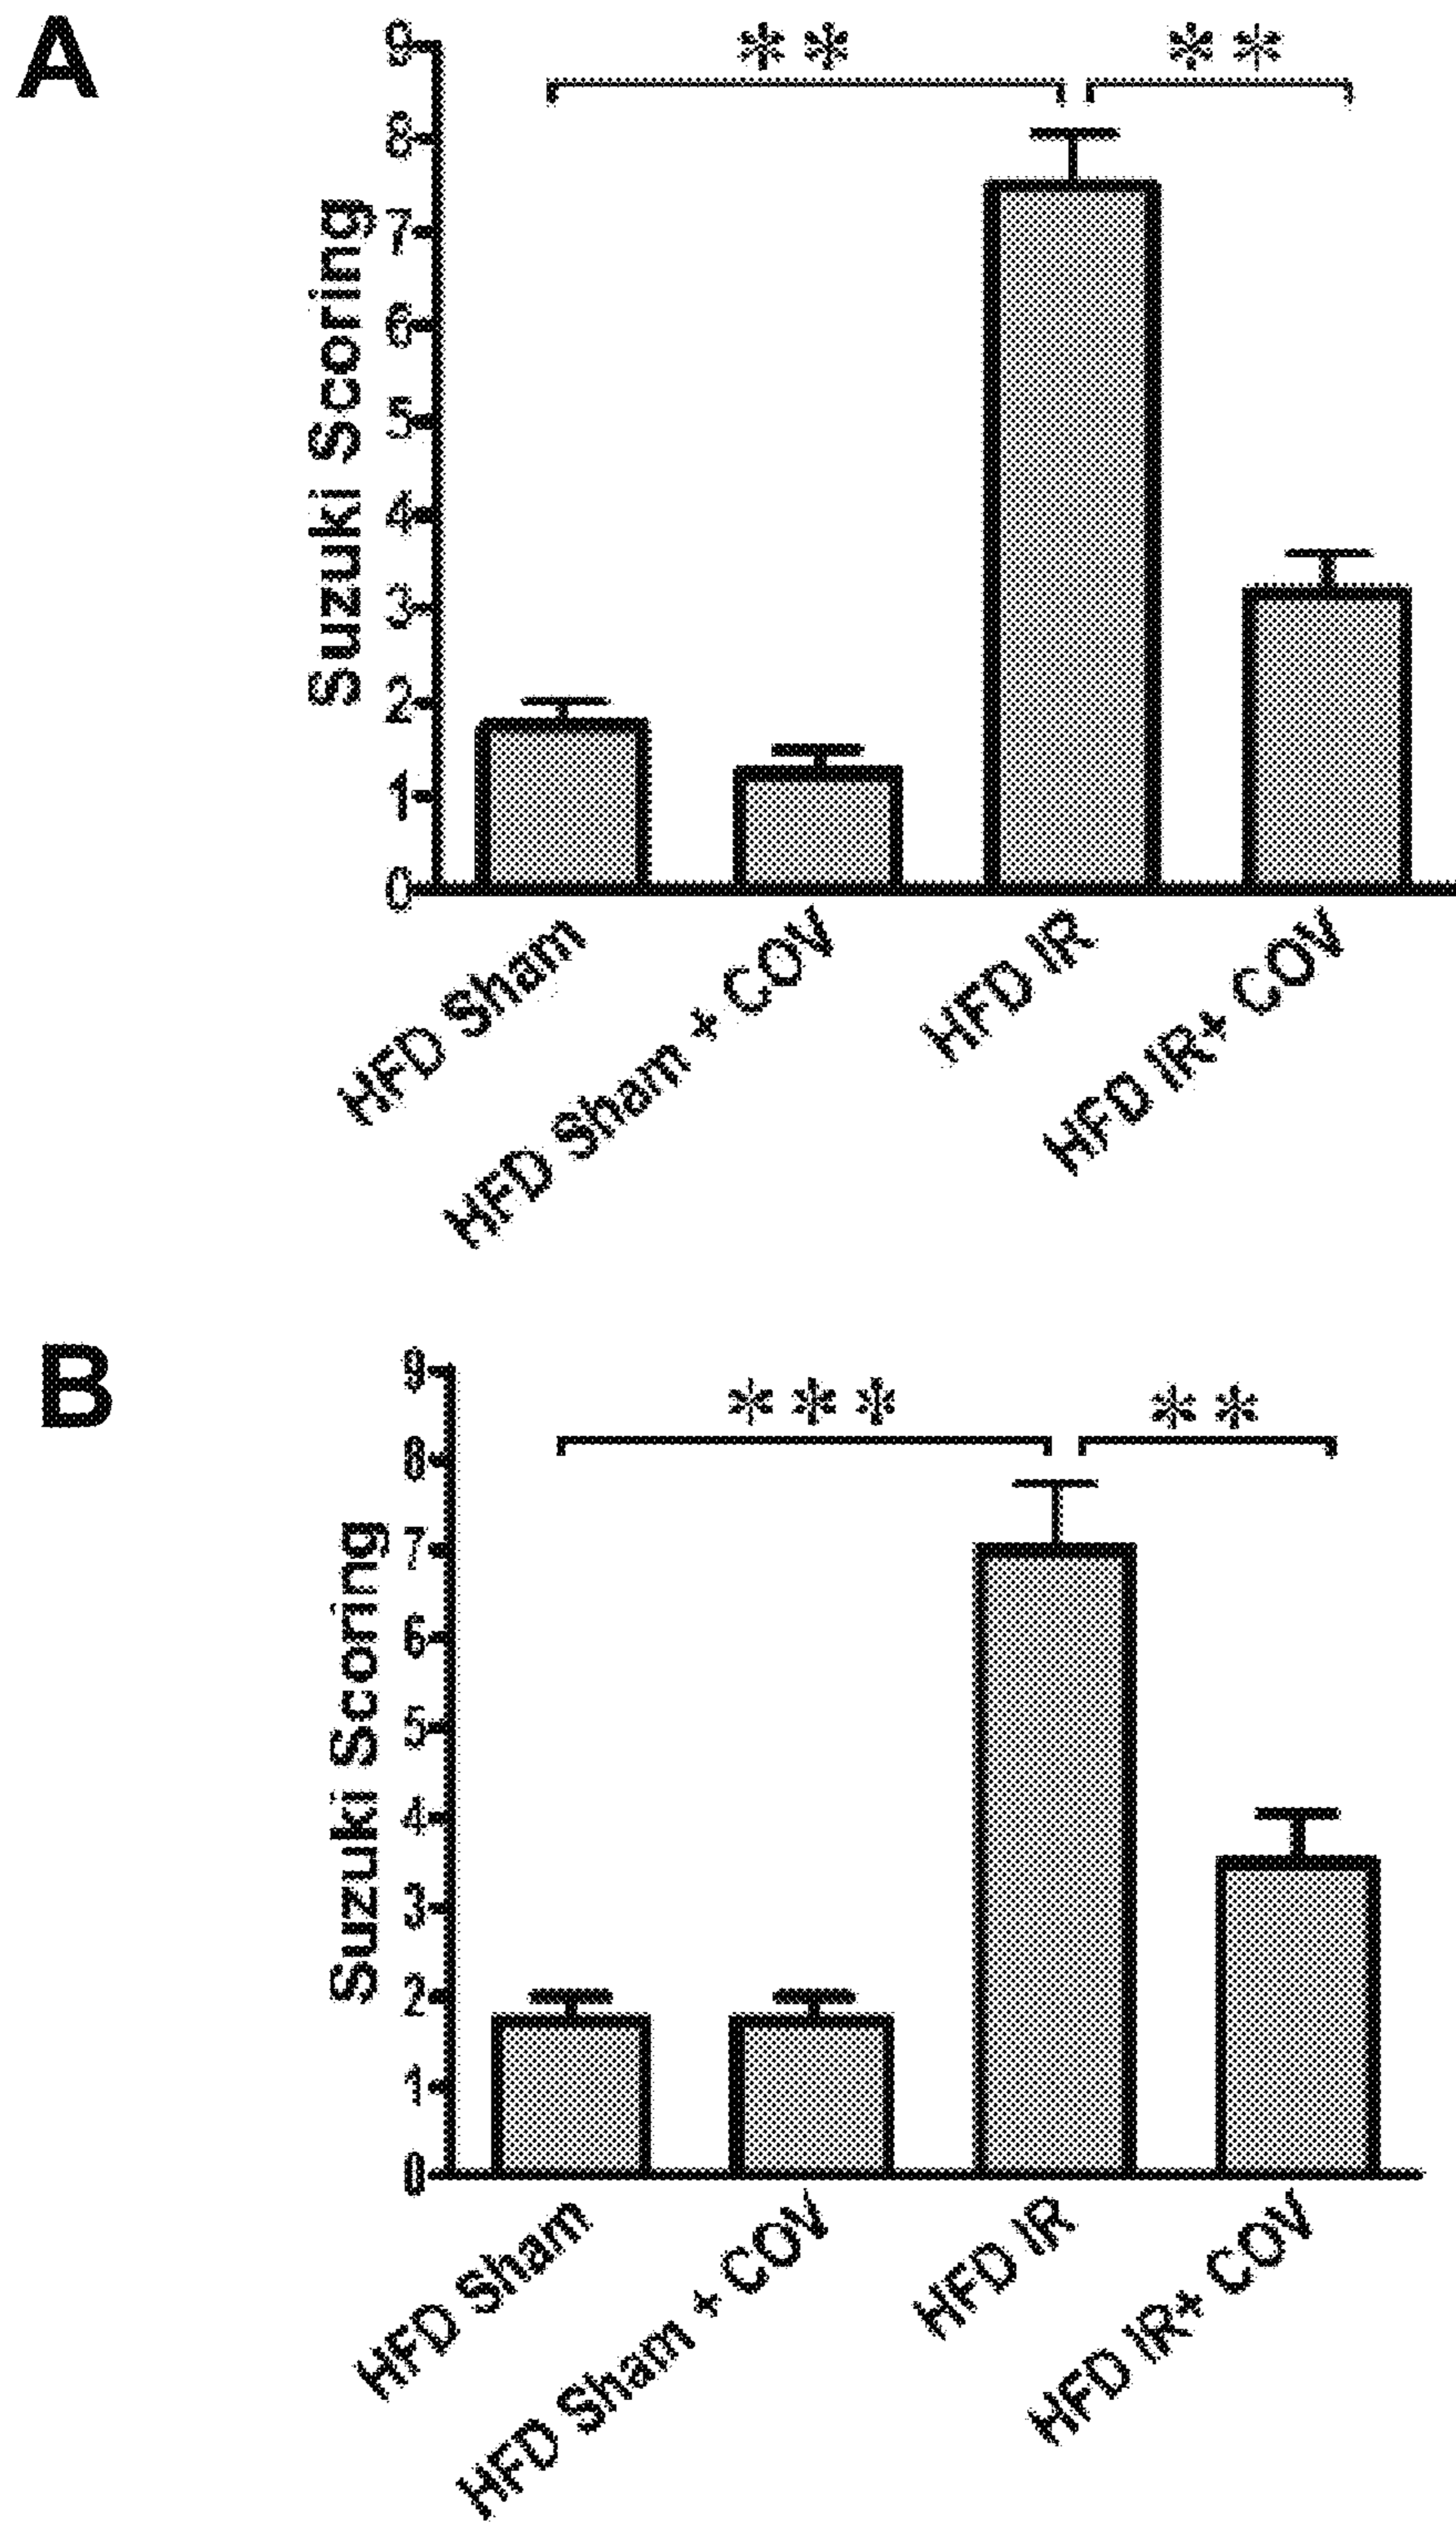 A
** **
9
8
7
6
5
4
3
2
1
0
Suzuki Scoring
HFD Sham
HFD Sham + COV
HFD IR
HFD IR+ COV
B
*** **
9
8
7
6
5
4
3
2
1
0
Suzuki Scoring
HFD Sham
HFD Sham + COV
HFD IR
HFD IR+ COV